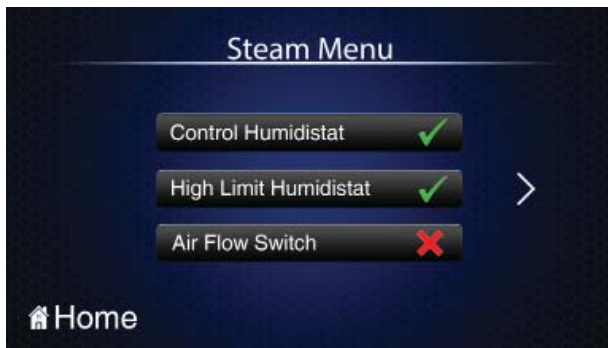 Steam Menu
Control Humidistat
High Limit Humidistat
Air Flow Switch
Home